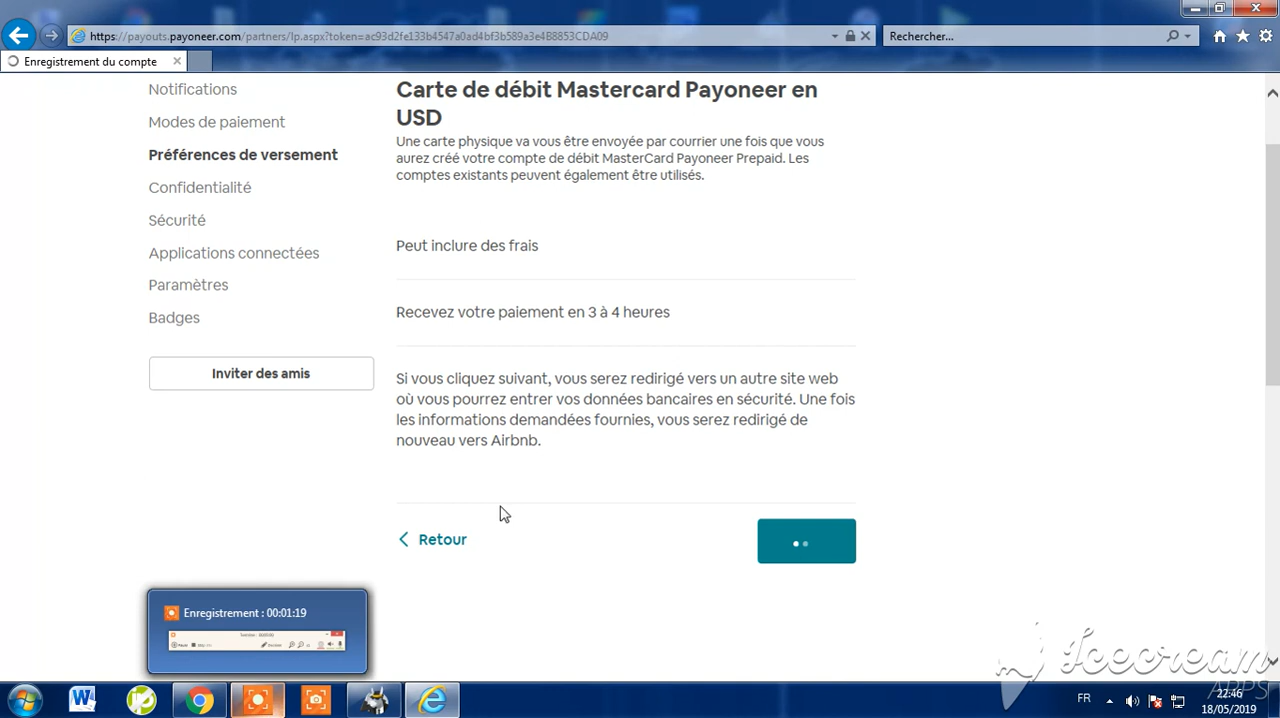 https://payouts.payoneer.com/partners/lp.aspx?token=ac93d2fe133b4547a0ad4bf3b589a3e4B8853CDA09
Rechercher...
Enregistrement du compte
Notifications
Modes de paiement
Préférences de versement
Confidentialité
Sécurité
Applications connectées
Paramètres
Badges
Inviter des amis
Carte de débit Mastercard Payoneer en
USD
Une carte physique va vous être envoyée par courrier une fois que vous
aurez créé votre compte de débit MasterCard Payoneer Prepaid. Les
comptes existants peuvent également être utilisés.
Peut inclure des frais
Recevez votre paiement en 3 à 4 heures
Si vous cliquez suivant, vous serez redirigé vers un autre site web
où vous pourrez entrer vos données bancaires en sécurité. Une fois
les informations demandées fournies, vous serez redirigé de
nouveau vers Airbnb.
Retour
Enregistrement : 00:01:19
Icecream
APPS
FR
22:46
18/05/2019